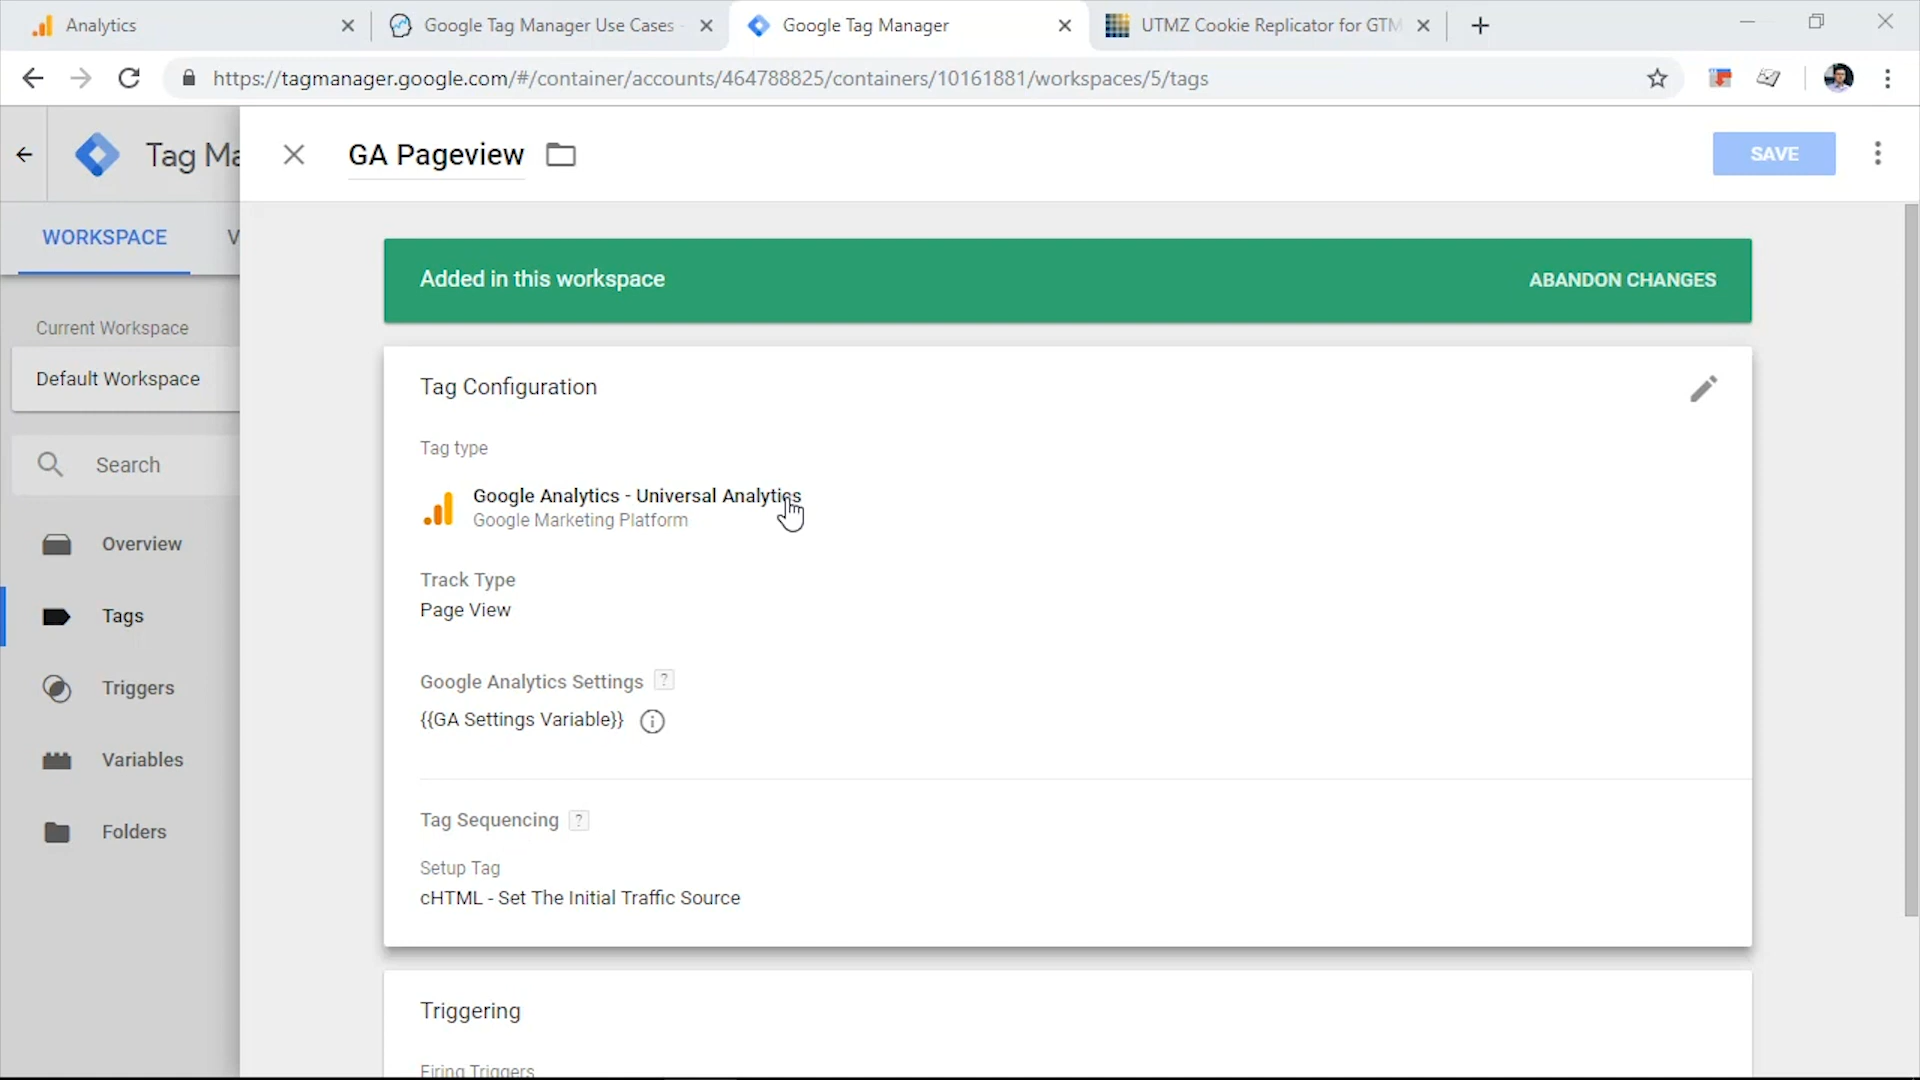 Analytics
Google Tag Manager Use Cases
Google Tag Manager
UTMZ Cookie Replicator for GTM
https://tagmanager.google.com/#/container/accounts/464788825/containers/10161881/workspaces/5/tags
Tag Ma
GA Pageview
SAVE
WORKSPACE
V
Added in this workspace
ABANDON CHANGES
Current Workspace
Default Workspace
Tag Configuration
Search
Tag type
Google Analytics - Universal Analytics
Google Marketing Platform
Overview
Track Type
Page View
Tags
Triggers
Google Analytics Settings ?
{{GA Settings Variable}}
Variables
Tag Sequencing ?
Folders
Setup Tag
cHTML - Set The Initial Traffic Source
Triggering
Firing Triggers